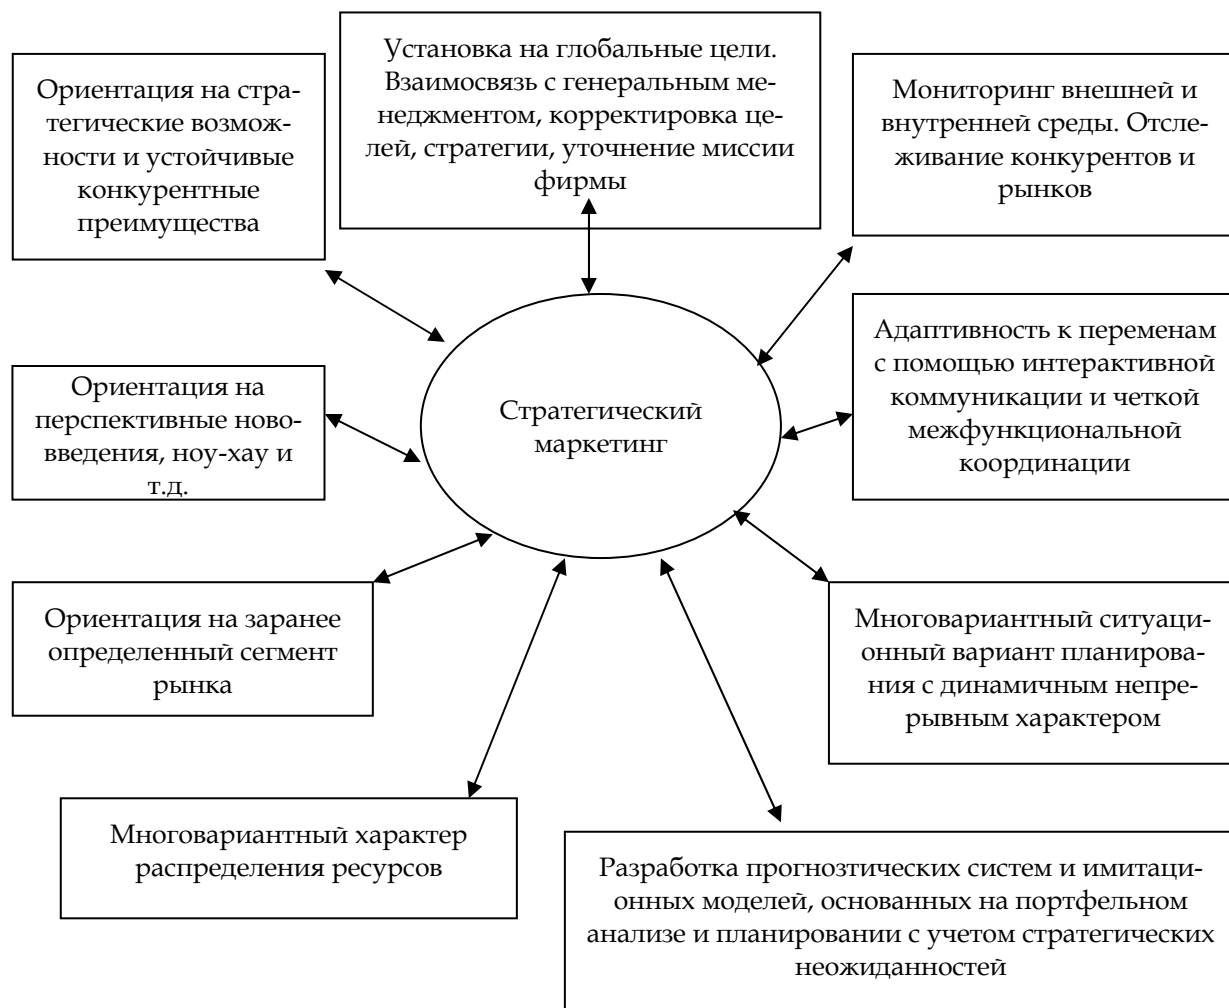 Установка на глобальные цели.
Взаимосвязь с генеральным ме-
неджментом, корректировка це-
лей, стратегии, уточнение миссии
фирмы
Ориентация на стра-
тегические возмож-
ности и устойчивые
конкурентные
преимущества
Мониторинг внешней и
внутренней среды. Отсле-
живание конкурентов и
рынков
Адаптивность к переменам
с помощью интерактивной
коммуникации и четкой
межфункциональной
координации
Ориентация на
перспективные ново-
введения, ноу-хау и
т.д.
Стратегический
маркетинг
Ориентация на заранее
определенный сегмент
рынка
Многовариантный ситуаци-
онный вариант планирова-
ния с динамичным непре-
рывным характером
Многовариантный характер
распределения ресурсов
Разработка прогнозтических систем и имитаци-
онных моделей, основанных на портфельном
анализе и планировании с учетом стратегических
неожиданностей